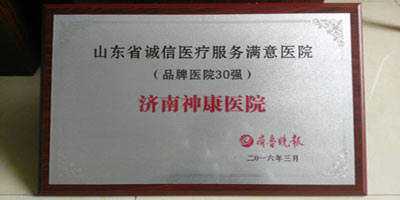 山东省诚信医疗服务满意医院
（品牌医院30强）
济南神康医院
齐鲁晚报
二〇一六年三月